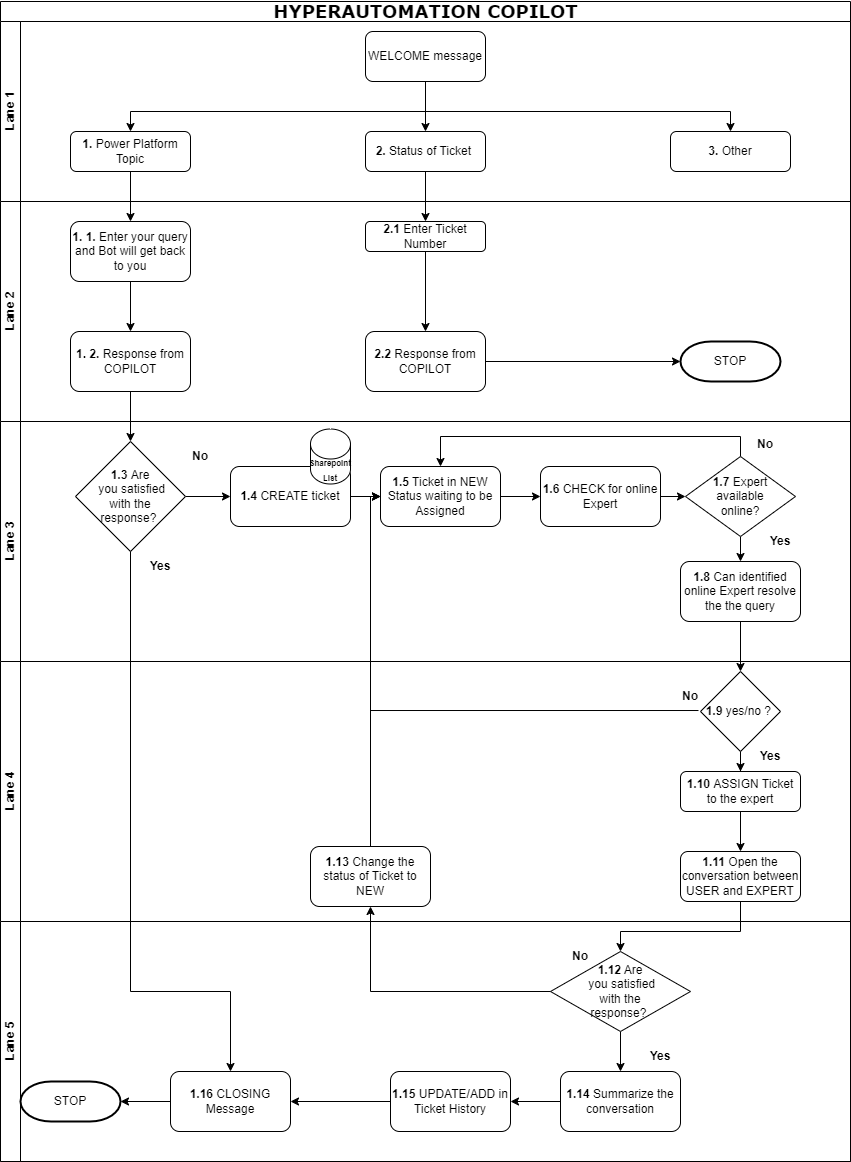 HYPERAUTOMATION COPILOT
Lane 1
WELCOME message
1. Power Platform
Topic
2. Status of Ticket
3. Other
Lane 2
1. 1. Enter your query
and Bot will get back
to you
2.1 Enter Ticket
Number
1. 2. Response from
COPILOT
2.2 Response from
COPILOT
STOP
Lane 3
1.3 Are
you satisfied
with the
response?
No
Yes
Sharepoint
List
1.4 CREATE ticket
1.5 Ticket in NEW
Status waiting to be
Assigned
1.6 CHECK for online
Expert
1.7 Expert
available
online?
No
Yes
1.8 Can identified
online Expert resolve
the the query
Lane 4
No
1.9 yes/no ?
Yes
1.10 ASSIGN Ticket
to the expert
1.11 Open the
conversation between
USER and EXPERT
1.13 Change the
status of Ticket to
NEW
Lane 5
No
1.12 Are
you satisfied
with the
response?
Yes
1.14 Summarize the
conversation
1.15 UPDATE/ADD in
Ticket History
1.16 CLOSING
Message
STOP